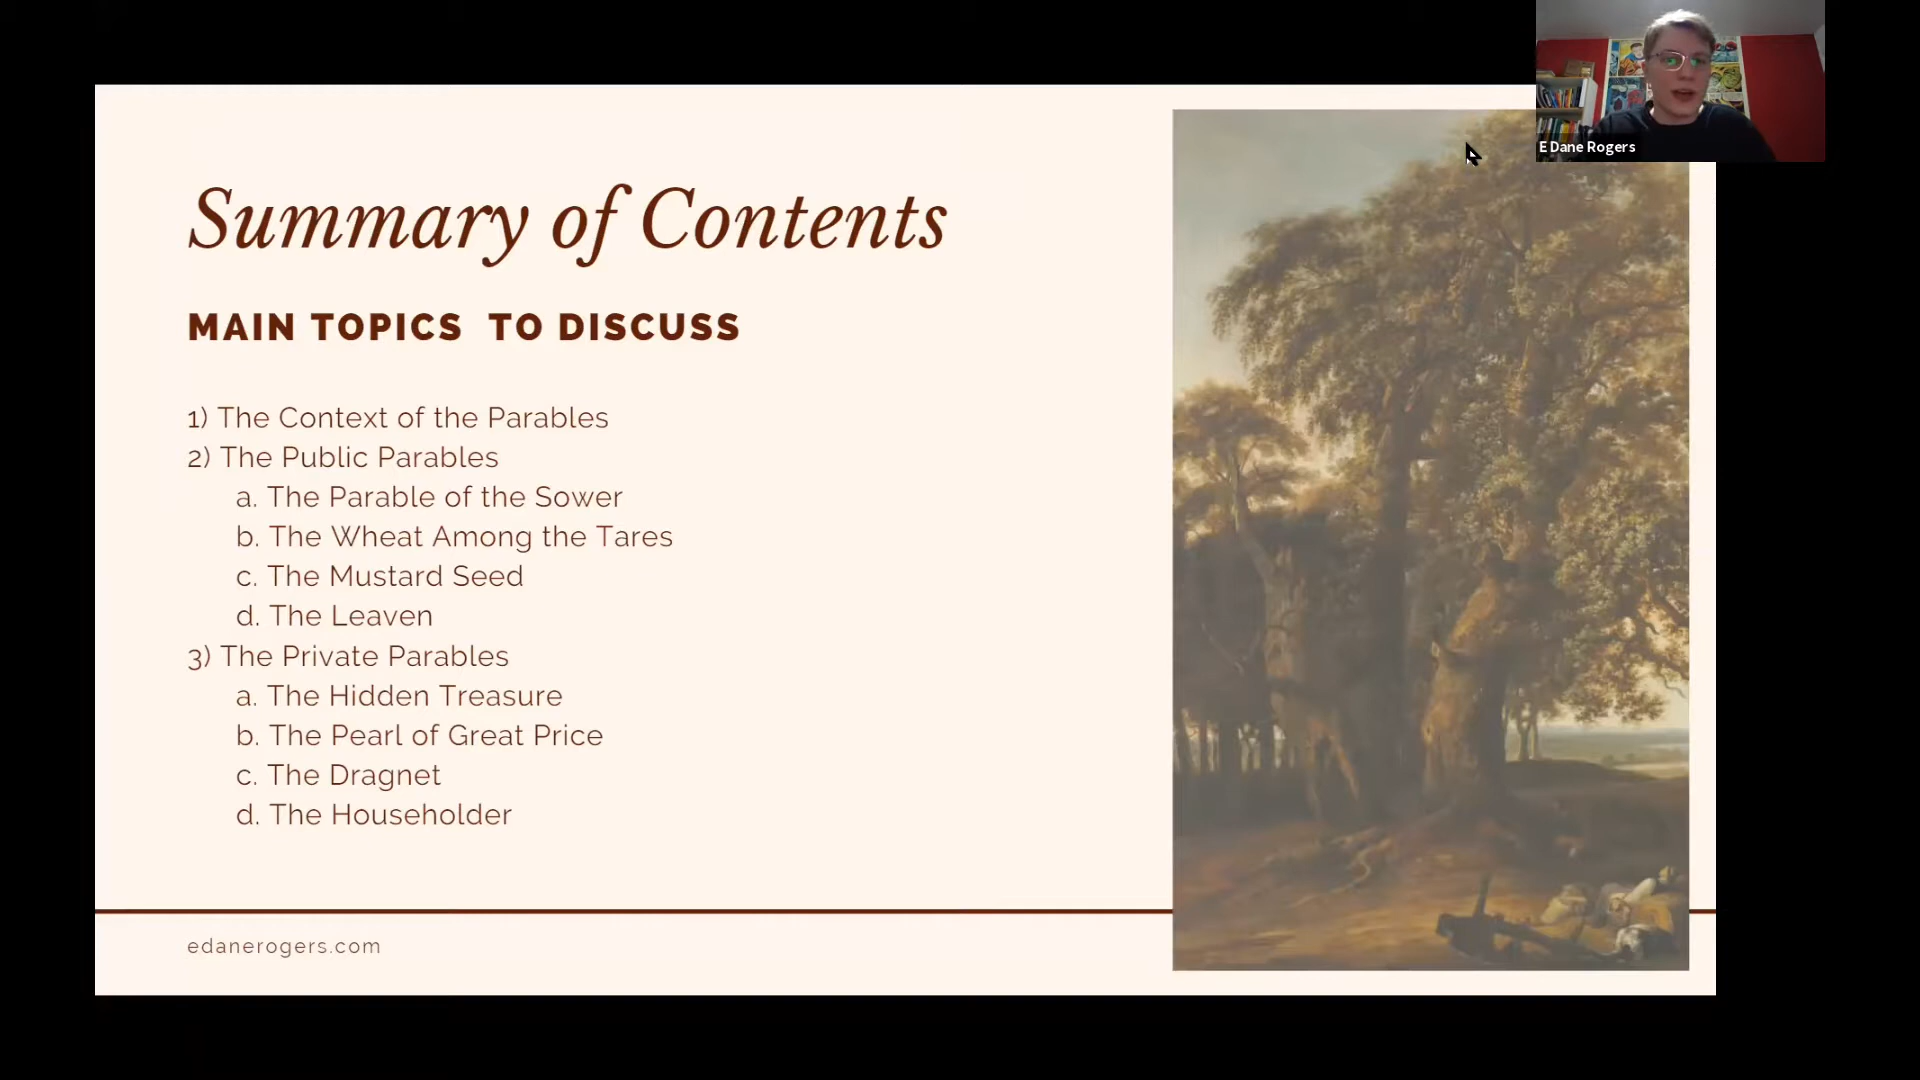 E Dane Rogers
Summary of Contents
MAIN TOPICS TO DISCUSS
1) The Context of the Parables
2) The Public Parables
a. The Parable of the Sower
b. The Wheat Among the Tares
c. The Mustard Seed
d. The Leaven
3) The Private Parables
a. The Hidden Treasure
b. The Pearl of Great Price
c. The Dragnet
d. The Householder
edanerogers.com